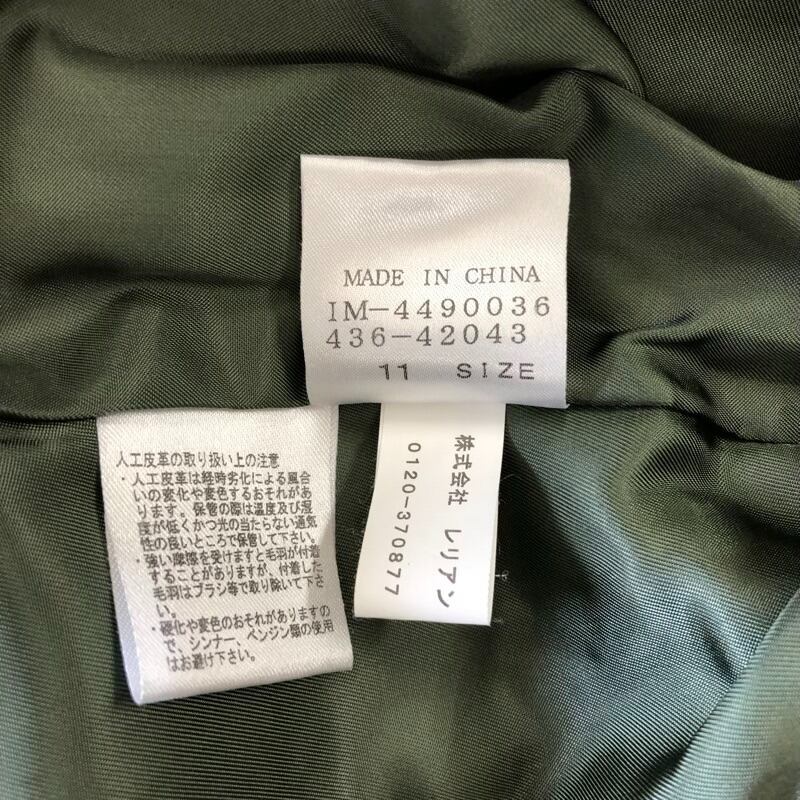 MADE IN CHINA
IM-4490036
436-42043
11 SIZE
株式会社 レリアン
0120-370877
人工皮革の取り扱い上の注意
・人工皮革は経時劣化による風合
いの変化や変色するおそれがあ
ります。保管の際は温度及び湿
度が低くかつ光の当たらない通気
性の良いところで保管して下さい。
・強い摩擦を受けますと毛羽が付着
することがありますが、付着した
毛羽はブラシ等で取り除いて下さ
い。
・硬化や変色のおそれがありますの
で、シンナー、ベンジン類の使用
はお避け下さい。